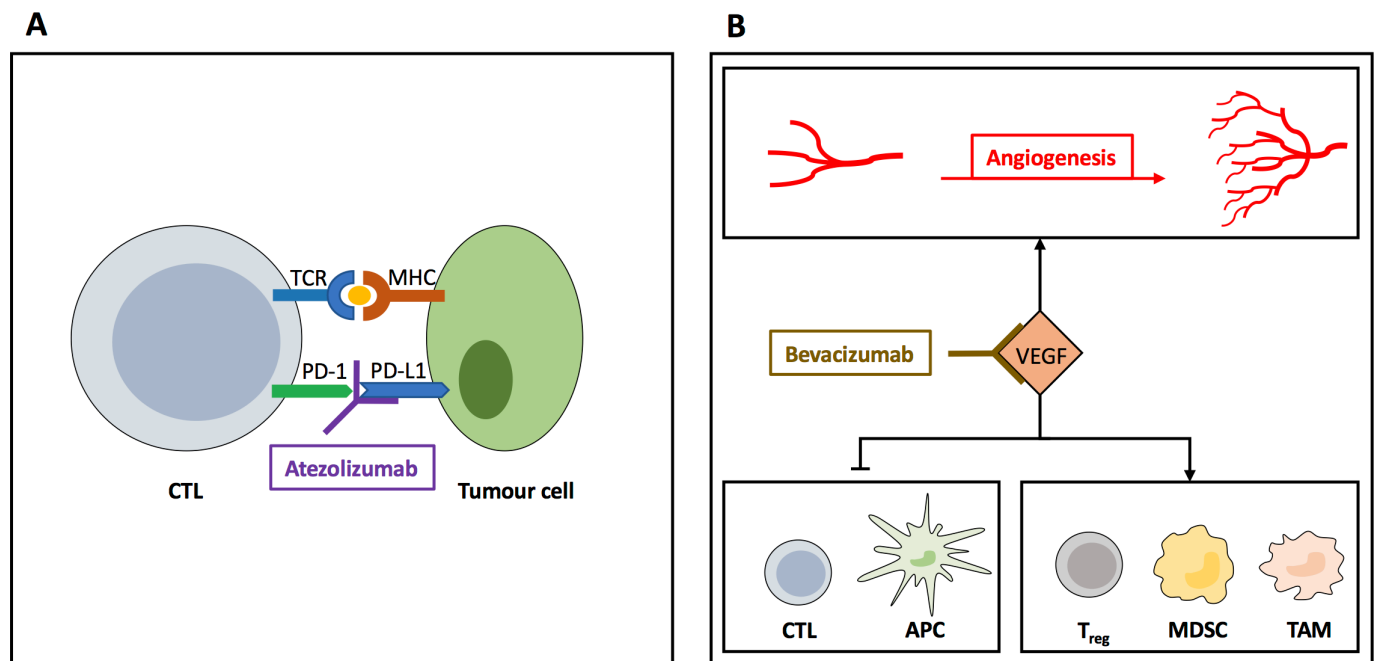 A
TCR
MHC
PD-1
PD-L1
Atezolizumab
CTL
Tumour cell
B
Angiogenesis
Bevacizumab
VEGF
CTL
APC
Treg
MDSC
TAM